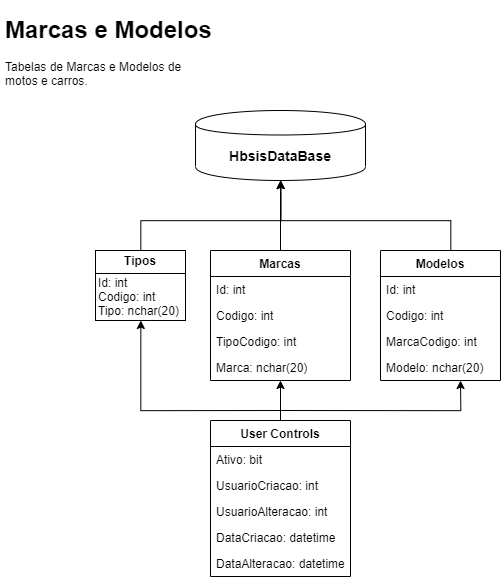 Marcas e Modelos
Tabelas de Marcas e Modelos de
motos e carros.
HbsisDataBase
Tipos
Id: int
Codigo: int
Tipo: nchar(20)
Marcas
Id: int
Codigo: int
TipoCodigo: int
Marca: nchar(20)
Modelos
Id: int
Codigo: int
MarcaCodigo: int
Modelo: nchar(20)
User Controls
Ativo: bit
UsuarioCriacao: int
UsuarioAlteracao: int
DataCriacao: datetime
DataAlteracao: datetime